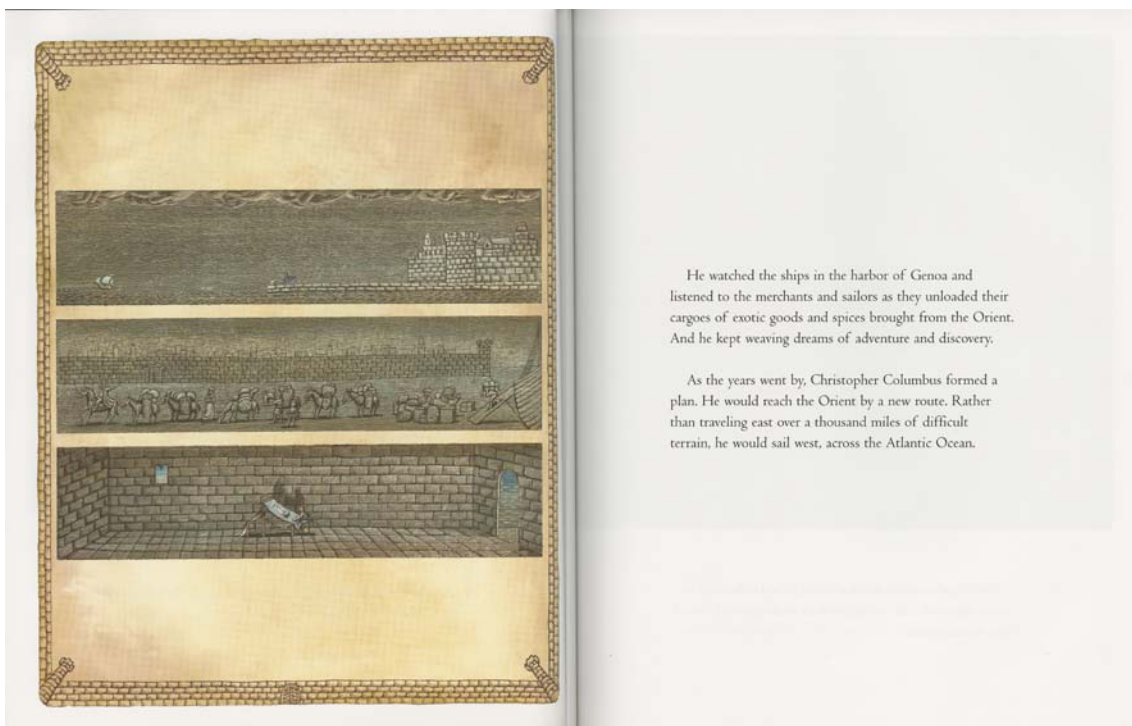 He watched the ships in the harbor of Genoa and
listened to the merchants and sailors as they unloaded their
cargoes of exotic goods and spices brought from the Orient.
And he kept weaving dreams of adventure and discovery.
As the years went by, Christopher Columbus formed a
plan. He would reach the Orient by a new route. Rather
than traveling east over a thousand miles of difficult
terrain, he would sail west, across the Atlantic Ocean.